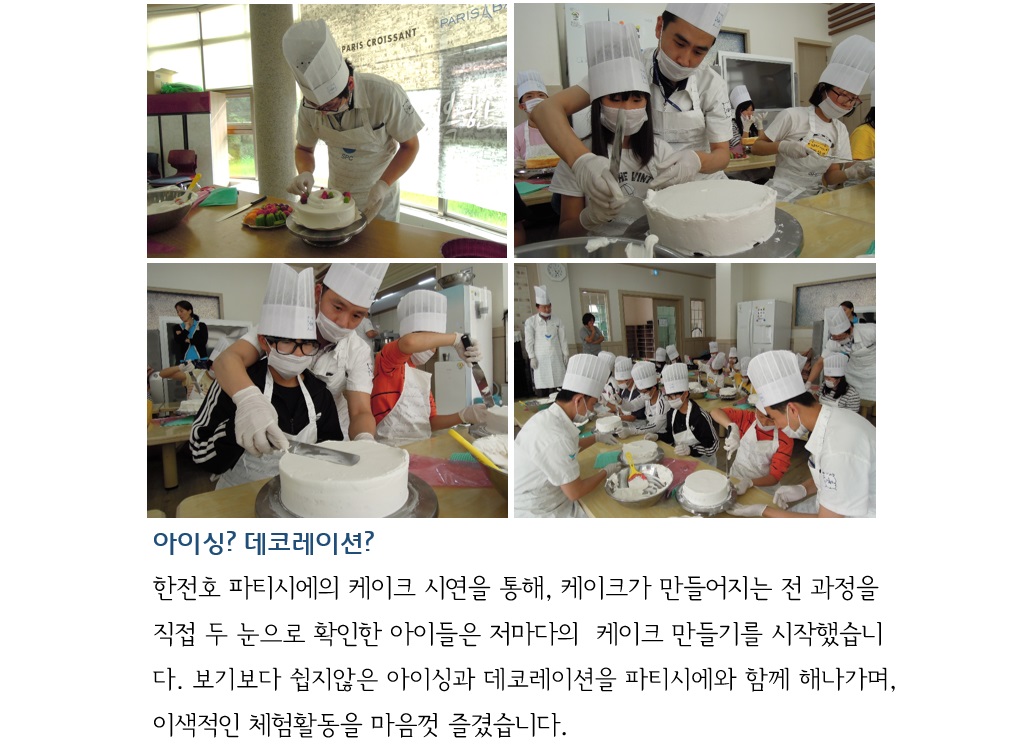 PARIS BA
PARIS CROISSANT
SPC
THE VINT
아이싱? 데코레이션?
한전호 파티시에의 케이크 시연을 통해, 케이크가 만들어지는 전 과정을
직접 두 눈으로 확인한 아이들은 저마다의 케이크 만들기를 시작했습니
다. 보기보다 쉽지않은 아이싱과 데코레이션을 파티시에와 함께 해나가며,
이색적인 체험활동을 마음껏 즐겼습니다.